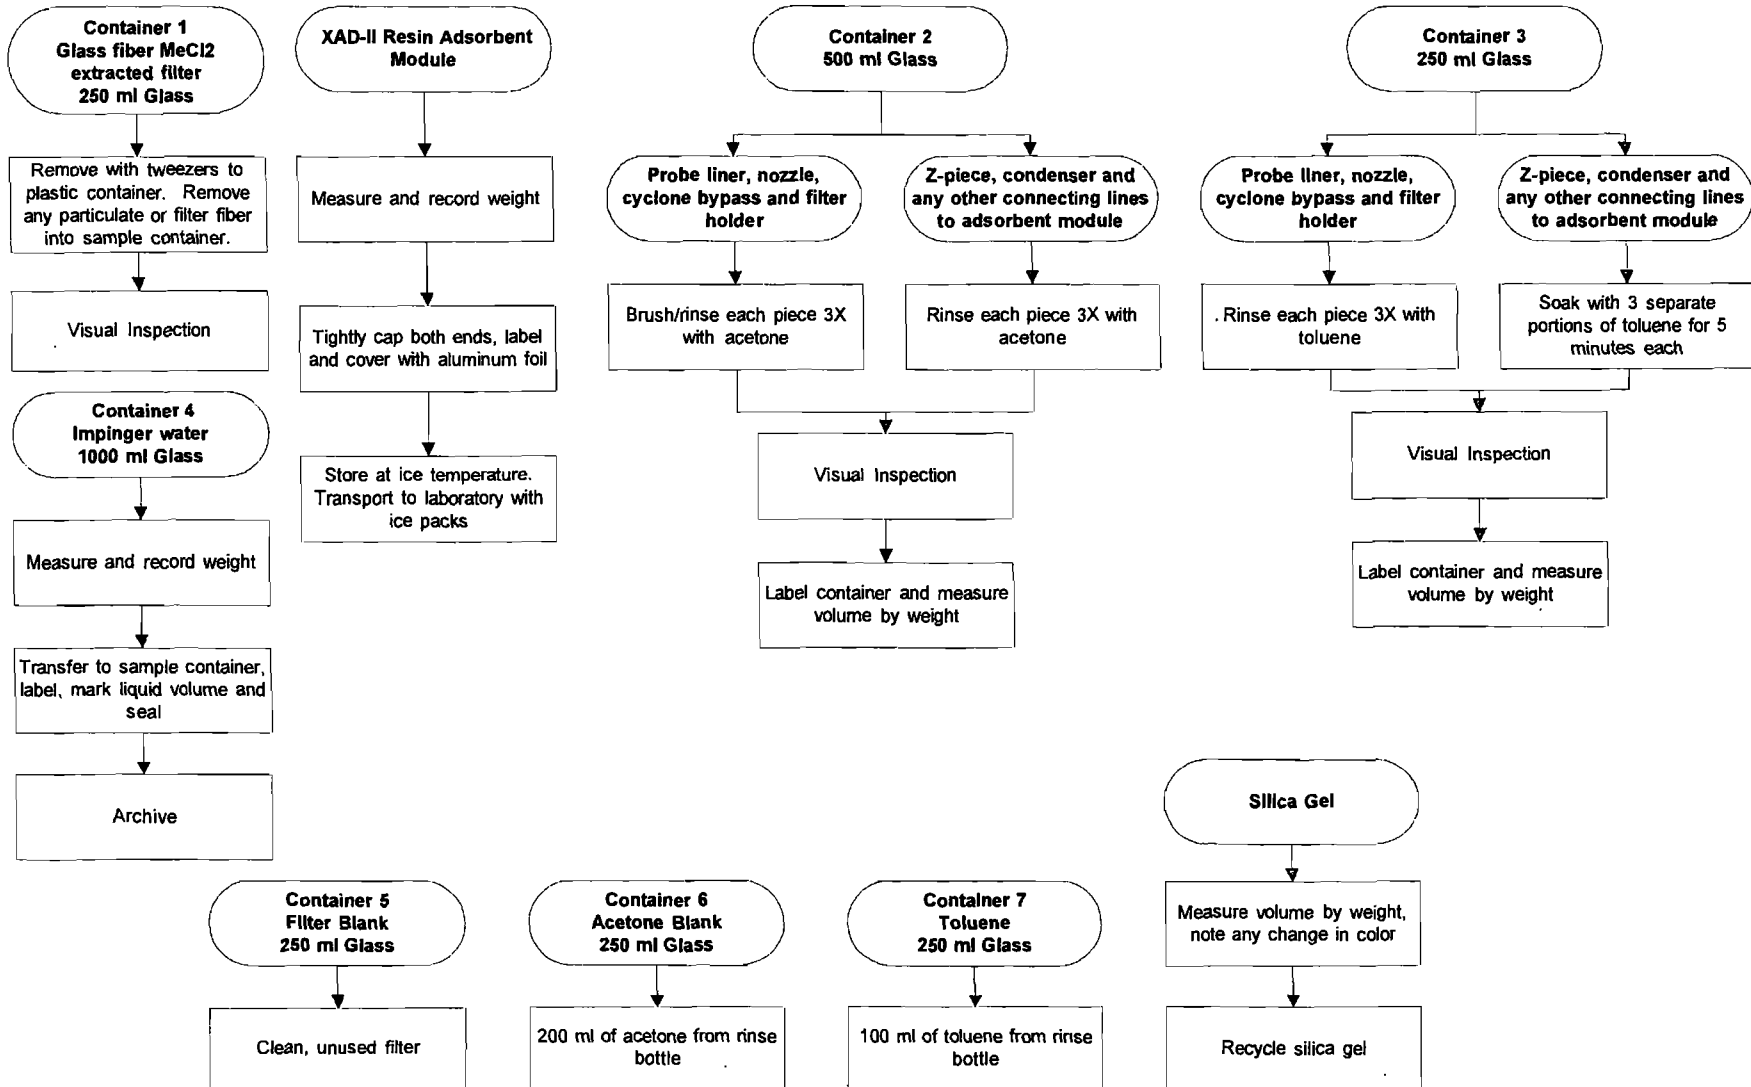 Container 1
Glass fiber MeCl2
extracted filter
250 ml Glass
Remove with tweezers to
plastic container. Remove
any particulate or filter fiber
into sample container.
Visual Inspection
XAD-II Resin Adsorbent
Module
Measure and record weight
Tightly cap both ends, label
and cover with aluminum foil
Store at ice temperature.
Transport to laboratory with
ice packs
Container 2
500 ml Glass
Probe liner, nozzle,
cyclone bypass and filter
holder
Brush/rinse each piece 3X
with acetone
Z-piece, condenser and
any other connecting lines
to adsorbent module
Rinse each piece 3X with
acetone
Visual Inspection
Label container and measure
volume by weight
Container 3
250 ml Glass
Probe liner, nozzle,
cyclone bypass and filter
holder
Rinse each piece 3X with
toluene
Z-piece, condenser and
any other connecting lines
to adsorbent module
Soak with 3 separate
portions of toluene for 5
minutes each
Visual Inspection
Label container and measure
volume by weight
Container 4
Impinger water
1000 ml Glass
Measure and record weight
Transfer to sample container,
label, mark liquid volume and
seal
Archive
Container 5
Filter Blank
250 ml Glass
Clean, unused filter
Container 6
Acetone Blank
250 ml Glass
200 ml of acetone from rinse
bottle
Container 7
Toluene
250 ml Glass
100 ml of toluene from rinse
bottle
Silica Gel
Measure volume by weight,
note any change in color
Recycle silica gel